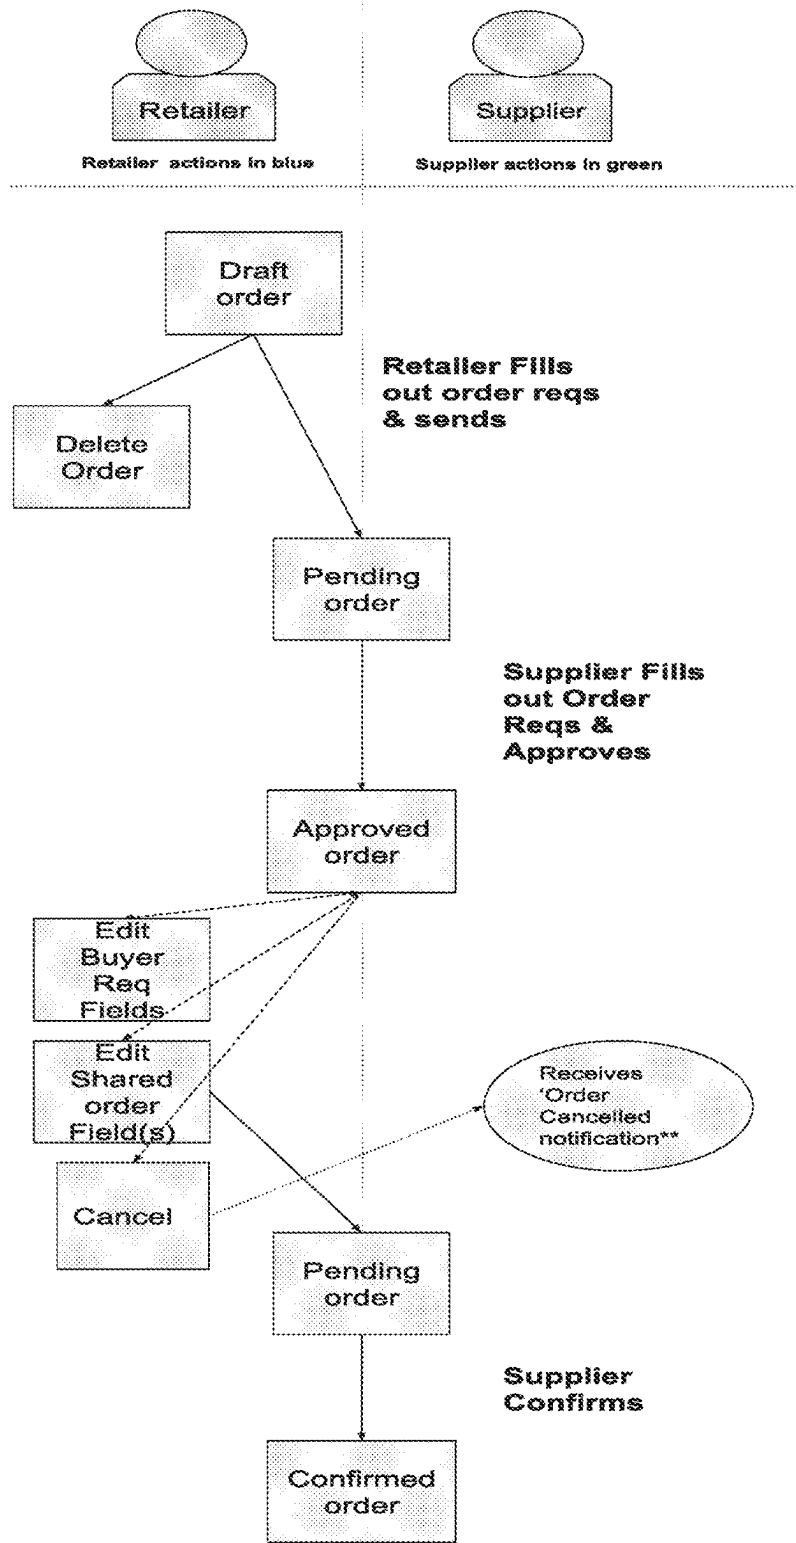 Retailer
Supplier
Retailer actions in blue
Supplier actions in green
Draft
order
Retailer Fills
out order reqs
& sends
Delete
Order
Pending
order
Supplier Fills
out Order
Reqs &
Approves
Approved
order
Edit
Buyer
Req
Fields
Edit
Shared
order
Field(s)
Receives
‘Order
Cancelled
notification**
Cancel
Pending
order
Supplier
Confirms
Confirmed
order